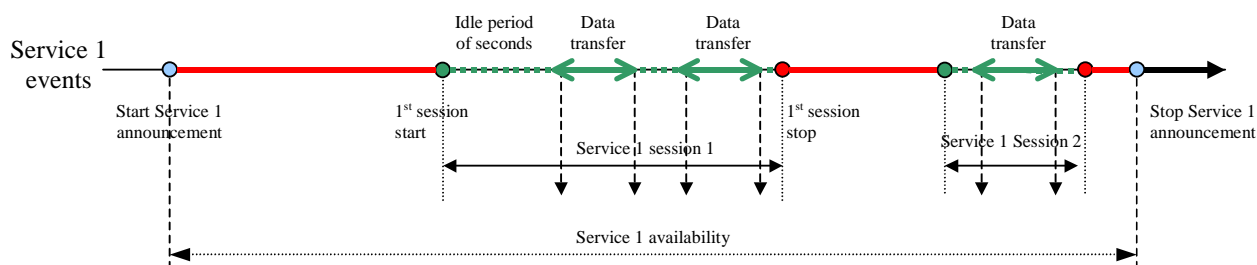 Service 1
events
Idle period
of seconds
Data
transfer
Data
transfer
Data
transfer
Start Service 1
announcement
1st session
start
1st session
stop
Stop Service 1
announcement
Service 1 session 1
Service 1 Session 2
Service 1 availability